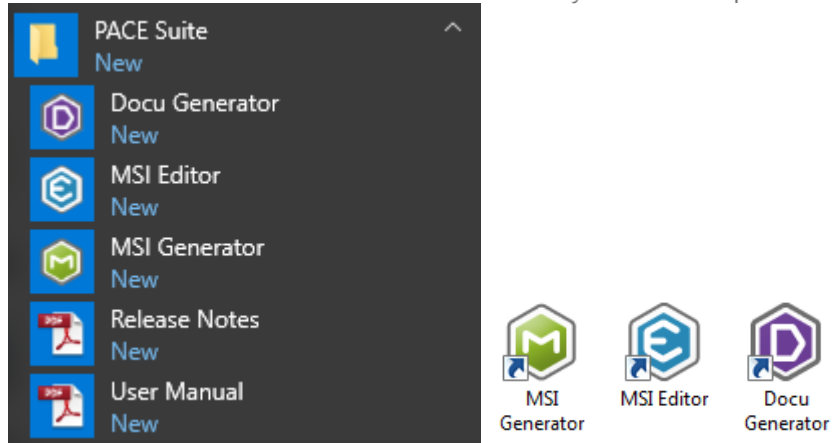 PACE Suite
New
Docu Generator
New
MSI Editor
New
MSI Generator
New
Release Notes
New
User Manual
New
MSI
Generator
MSI Editor
Docu
Generator